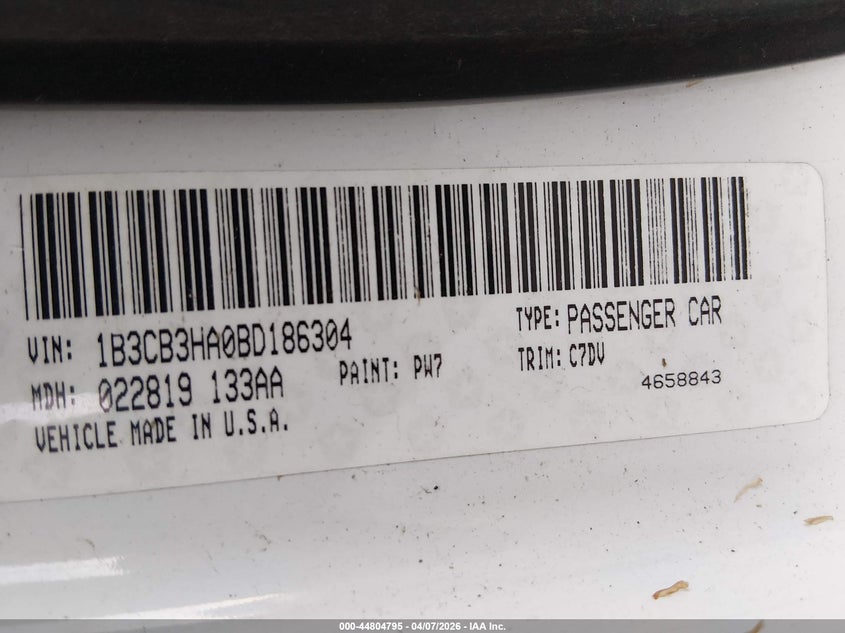 VIN: 1B3CB3HA0BD186304
TYPE: PASSENGER CAR
MDH: 022819 133AA
PAINT: PW7
TRIM: C7DV
4658843
VEHICLE MADE IN U.S.A.
000-44804795 - 04/07/2026 - IAA Inc.